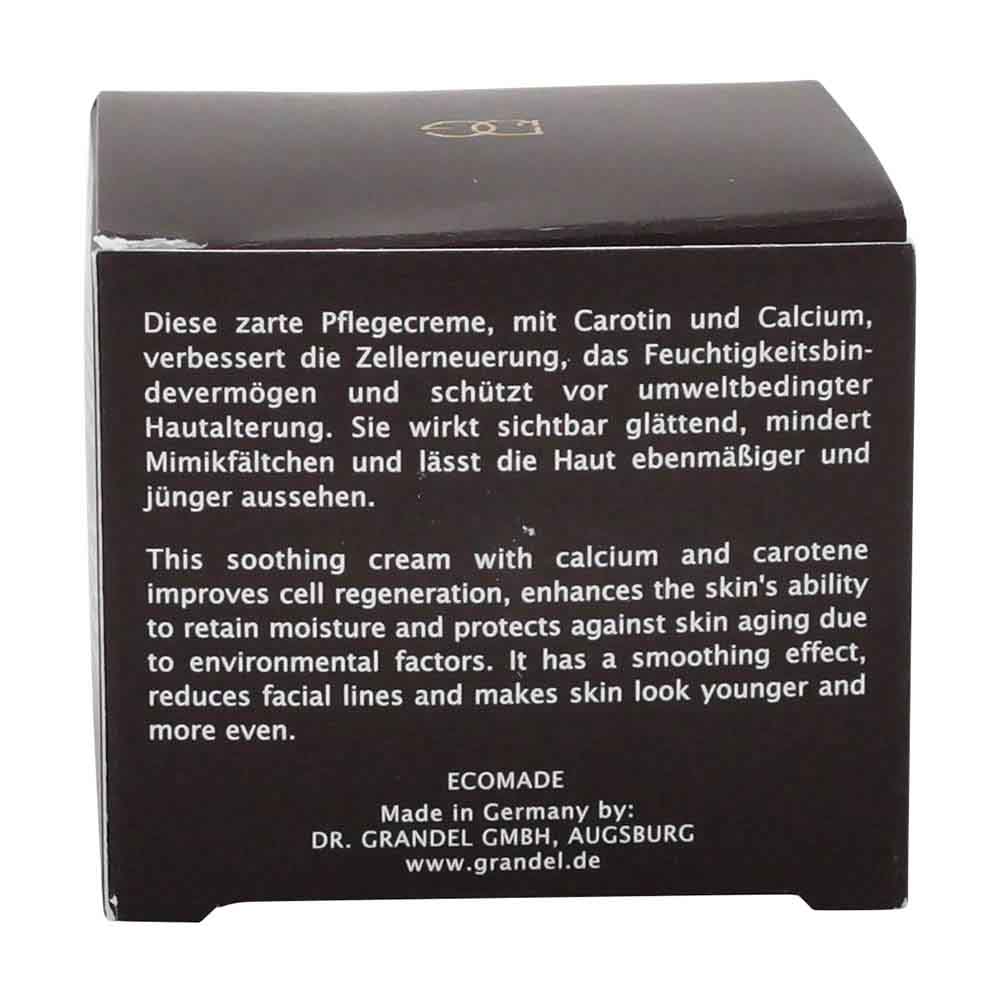 Diese zarte Pflegecreme, mit Carotin und Calcium,
verbessert die Zellerneuerung, das Feuchtigkeitsbin-
devermögen und schützt vor umweltbedingter
Hautalterung. Sie wirkt sichtbar glättend, mindert
Mimikfältchen und lässt die Haut ebenmäßiger und
jünger aussehen.
This soothing cream with calcium and carotene
improves cell regeneration, enhances the skin's ability
to retain moisture and protects against skin aging due
to environmental factors. It has a smoothing effect,
reduces facial lines and makes skin look younger and
more even.
ECOMADE
Made in Germany by:
DR. GRANDEL GMBH, AUGSBURG
www.grandel.de